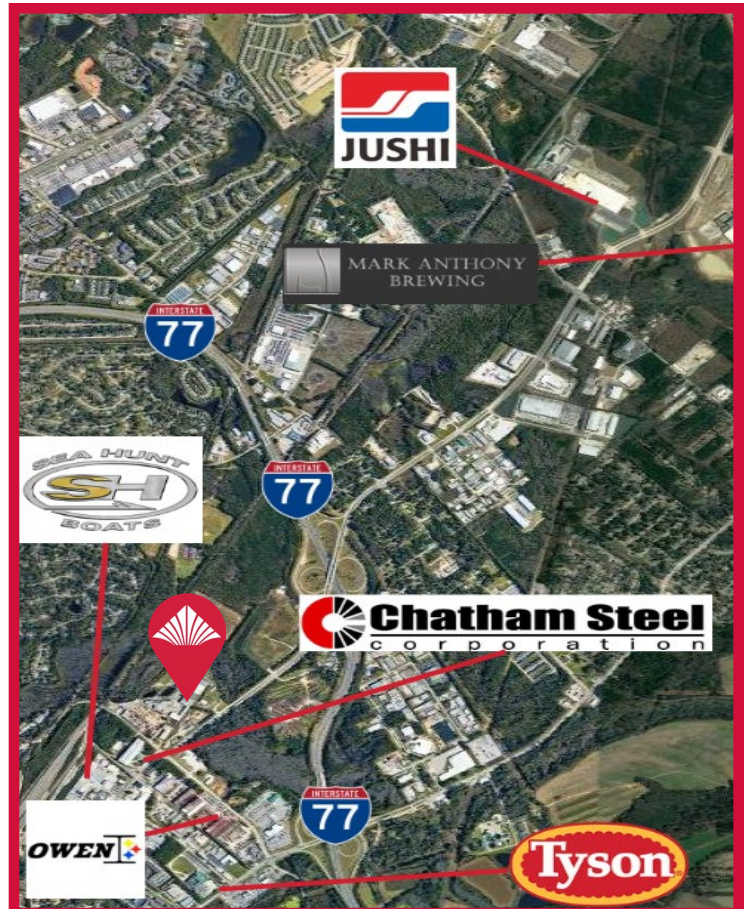 JUSHI
MARK ANTHONY
BREWING
INTERSTATE
77
SEA HUNT
SH
BOATS
INTERSTATE
77
Chatham Steel
corporation
INTERSTATE
77
OWEN
Tyson